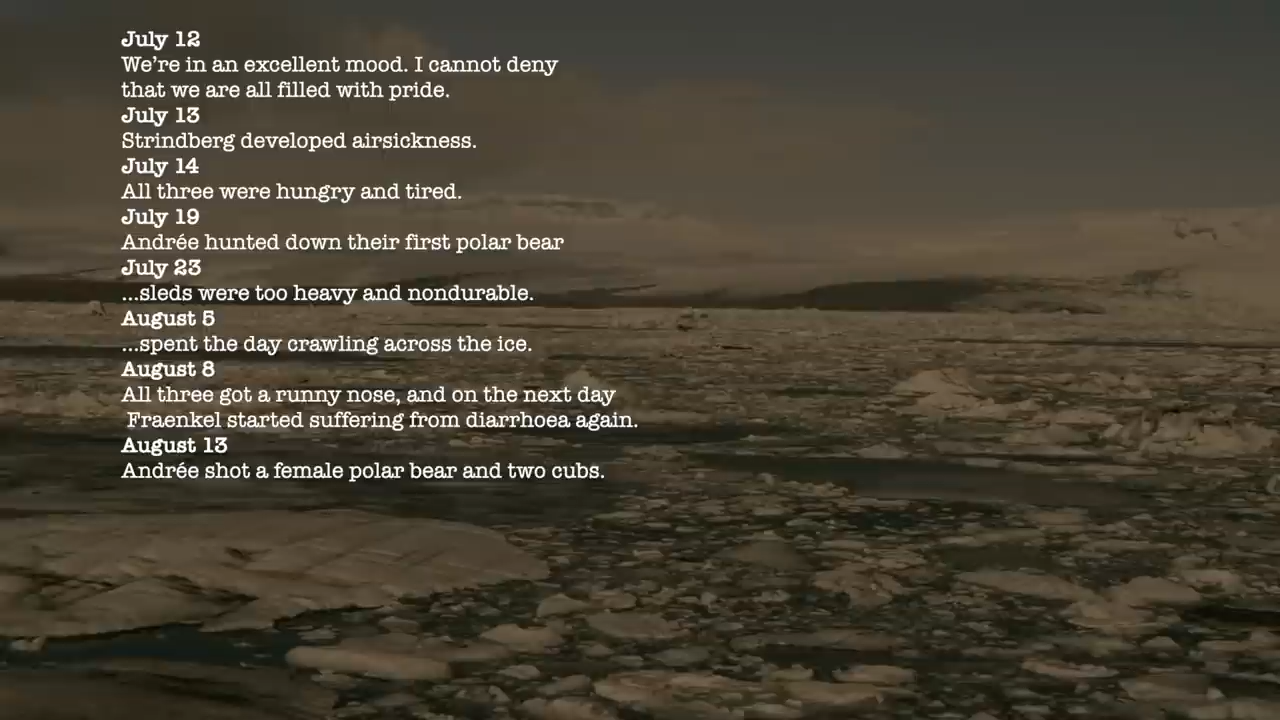 July 12
We're in an excellent mood. I cannot deny
that we are all filled with pride.
July 13
Strindberg developed airsickness.
July 14
All three were hungry and tired.
July 19
Andrée hunted down their first polar bear
July 23
...sleds were too heavy and nondurable.
August 5
...spent the day crawling across the ice.
August 8
All three got a runny nose, and on the next day
Fraenkel started suffering from diarrhoea again.
August 13
Andrée shot a female polar bear and two cubs.